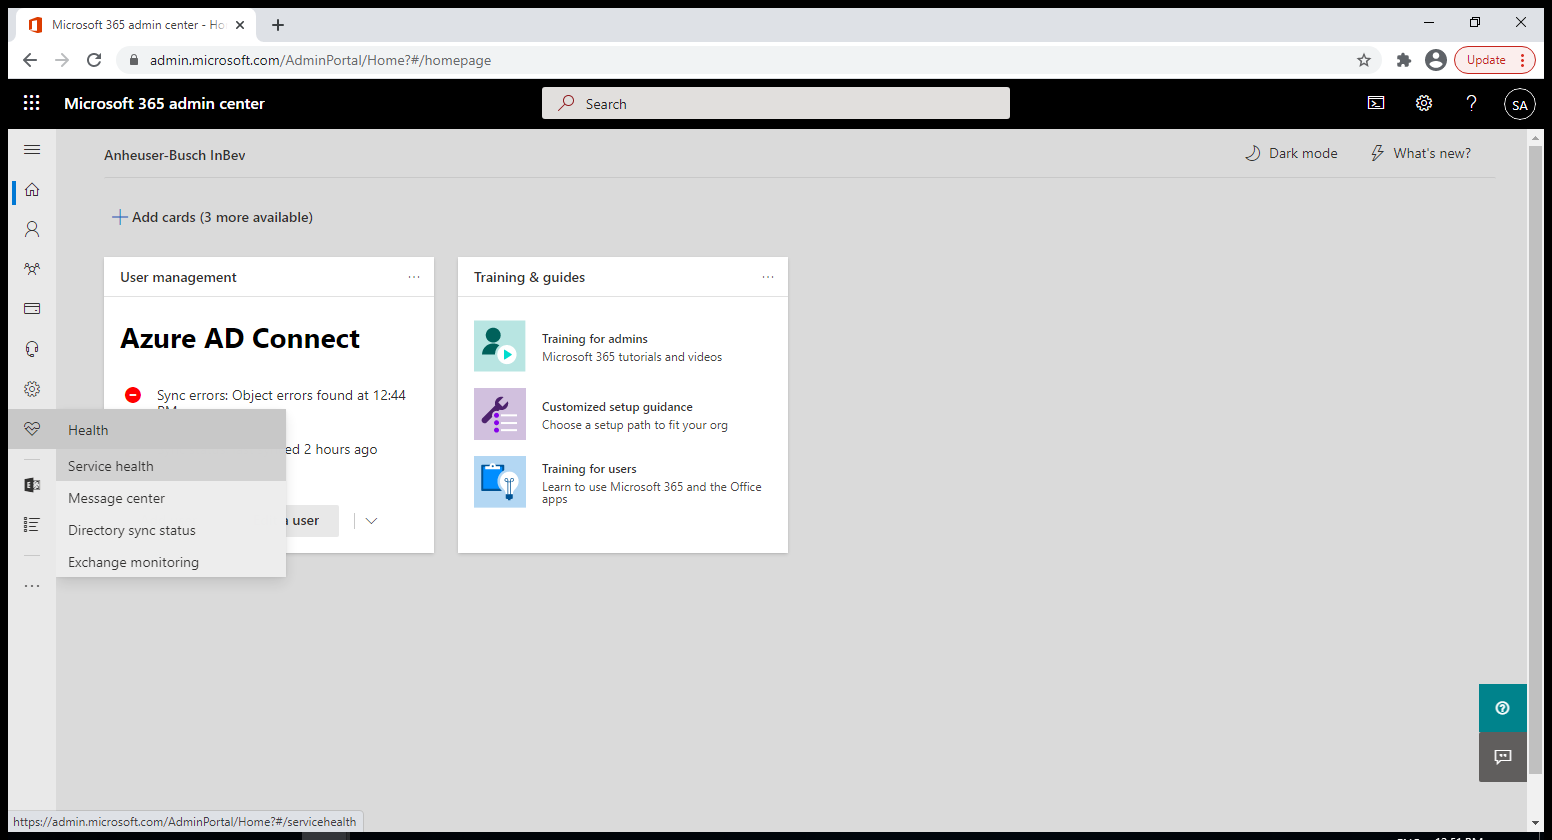 Microsoft 365 admin center - Ho
admin.microsoft.com/AdminPortal/Home?#/homepage
Update
Microsoft 365 admin center
Search
SA
Anheuser-Busch InBev
Dark mode
What's new?
Add cards (3 more available)
User management
Azure AD Connect
Sync errors: Object errors found at 12:44
ed 2 hours ago
user
Training & guides
Training for admins
Microsoft 365 tutorials and videos
Customized setup guidance
Choose a setup path to fit your org
Training for users
Learn to use Microsoft 365 and the Office
apps
Health
Service health
Message center
Directory sync status
Exchange monitoring
https://admin.microsoft.com/AdminPortal/Home?#/servicehealth